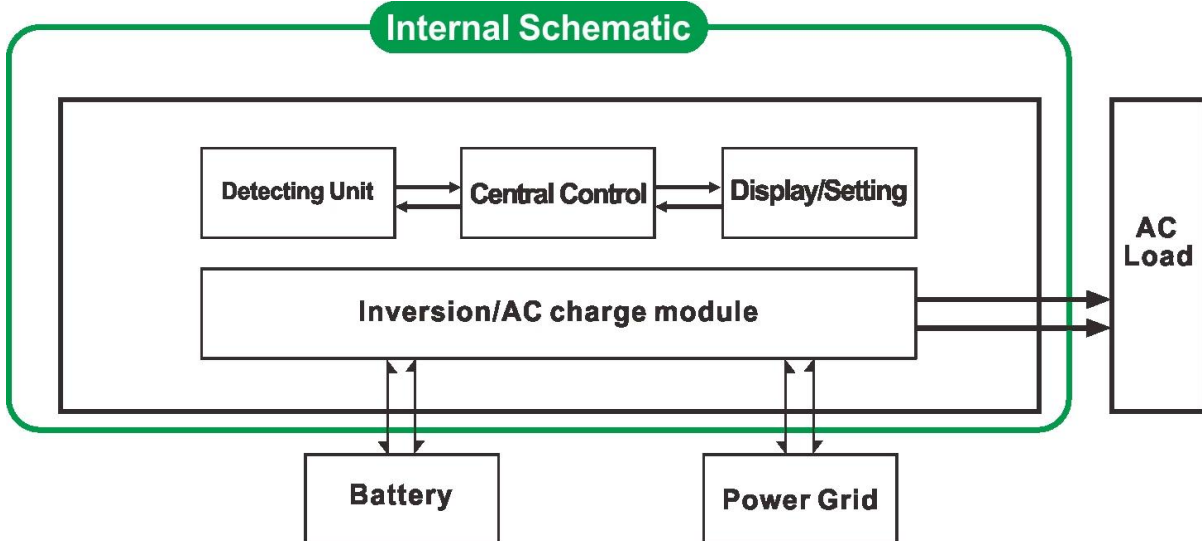 Internal Schematic
Detecting Unit
Central Control
Display/Setting
AC
Load
Inversion/AC charge module
Battery
Power Grid